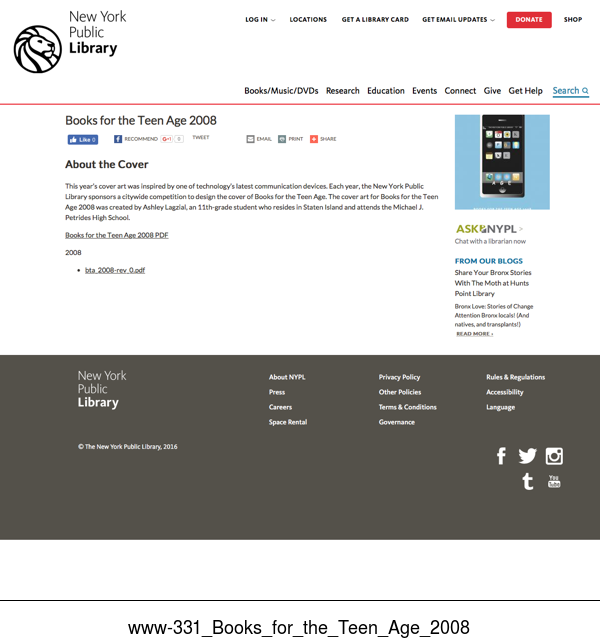 New York
Public
Library
LOG IN
LOCATIONS
GET A LIBRARY CARD
GET EMAIL UPDATES
DONATE
SHOP
Books/Music/DVDs
Research
Education
Events
Connect
Give
Get Help
Search
Books for the Teen Age 2008
Like 0
RECOMMEND
G+1
0
TWEET
EMAIL
PRINT
SHARE
About the Cover
This year's cover art was inspired by one of technology's latest communication devices. Each year, the New York Public
Library sponsors a citywide competition to design the cover of Books for the Teen Age. The cover art for Books for the Teen
Age 2008 was created by Ashley Lagzial, an 11th-grade student who resides in Staten Island and attends the Michael J.
Petrides High School.
Books for the Teen Age 2008 PDF
2008
• bta_2008-rev_0.pdf
AGE
ASK NYPL >
Chat with a librarian now
FROM OUR BLOGS
Share Your Bronx Stories
With The Moth at Hunts
Point Library
Bronx Love: Stories of Change
Attention Bronx locals! (And
natives, and transplants!)
READ MORE ›
New York
Public
Library
About NYPL
Press
Careers
Space Rental
Privacy Policy
Other Policies
Terms & Conditions
Governance
Rules & Regulations
Accessibility
Language
© The New York Public Library, 2016
You Tube
www-331_Books_for_the_Teen_Age_2008